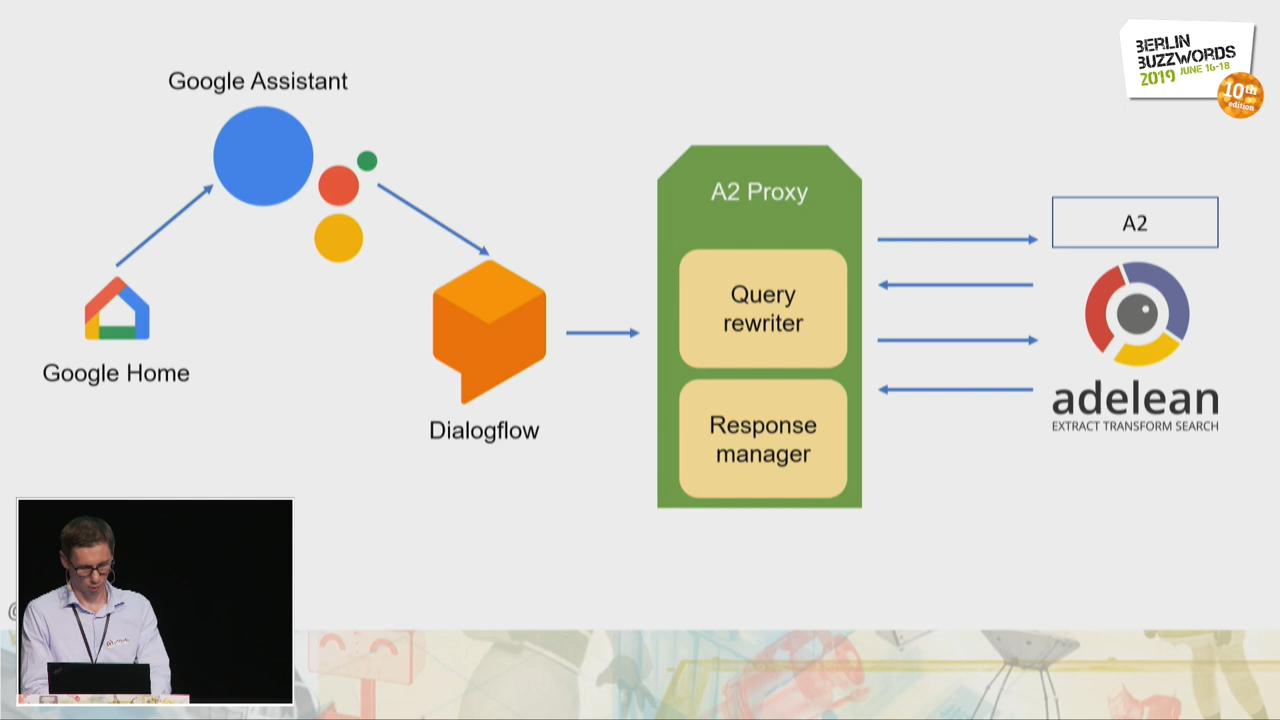 BERLIN
BUZZWORDS
2019 JUNE 16-18
10th
edition
Google Assistant
Google Home
Dialogflow
A2 Proxy
Query
rewriter
Response
manager
A2
adelean
EXTRACT TRANSFORM SEARCH
@